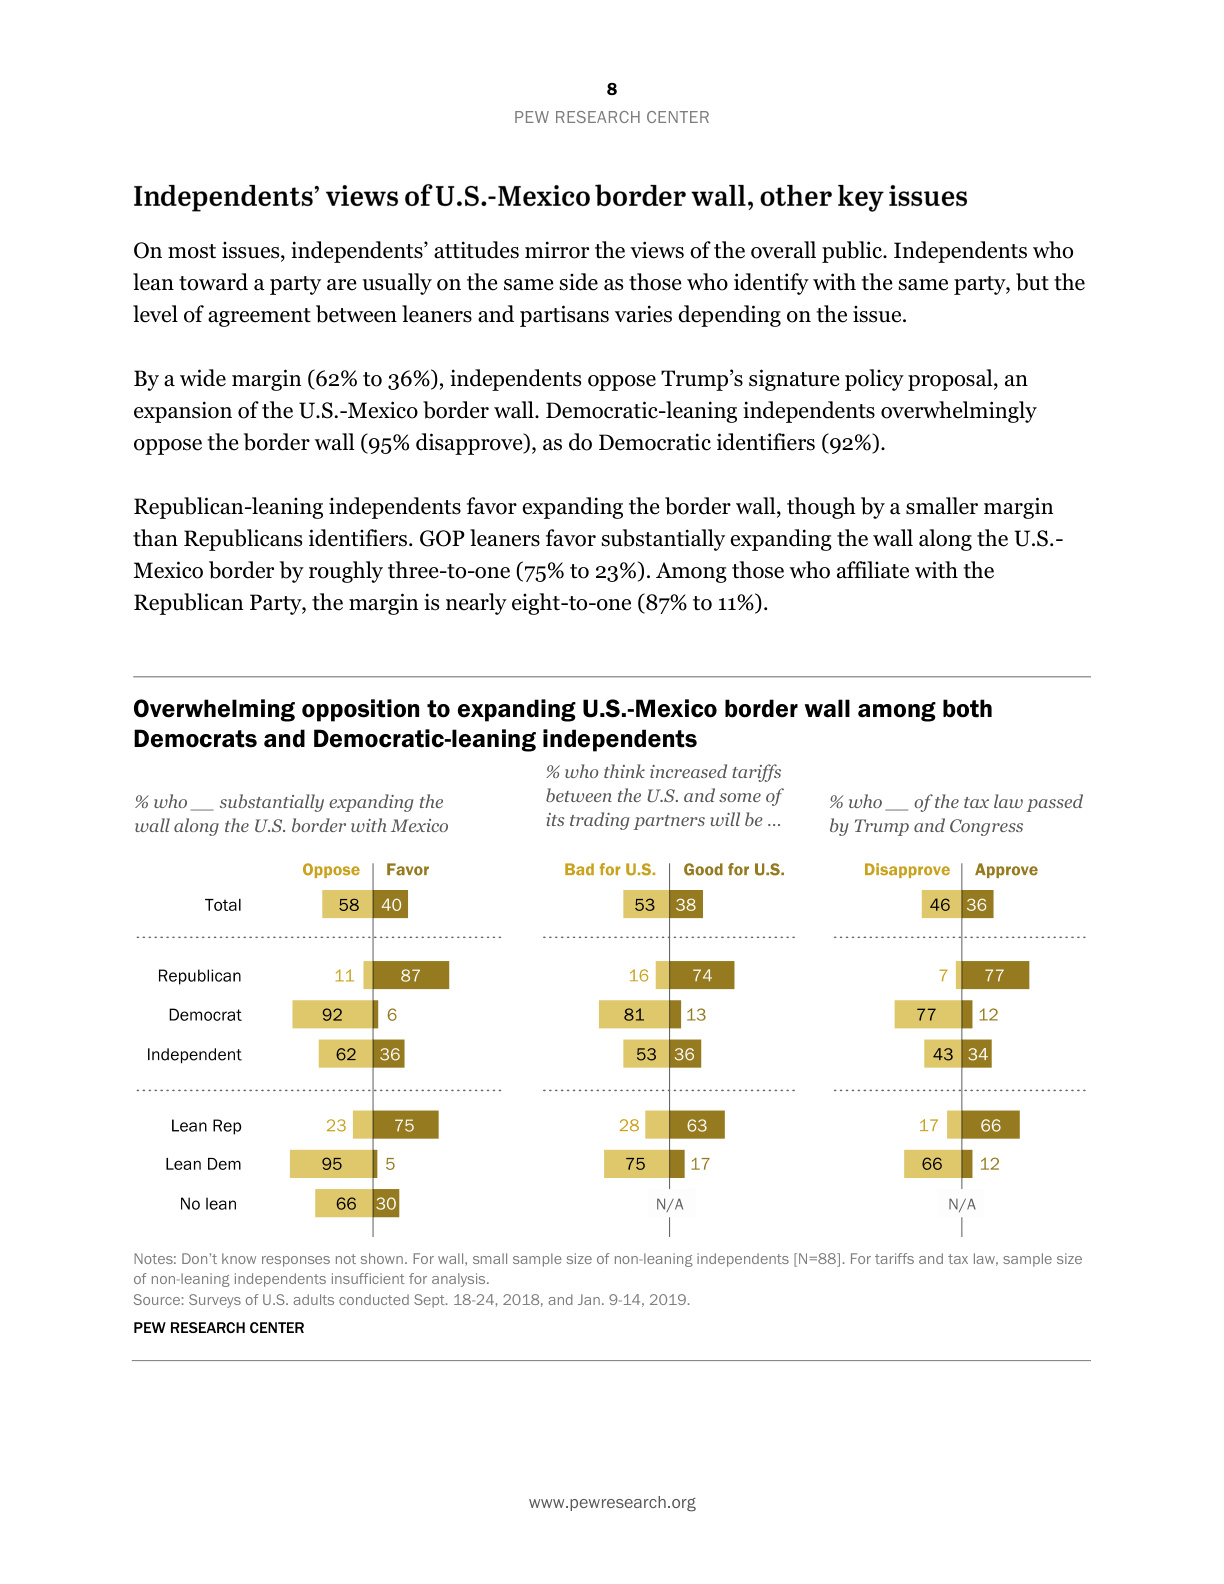 8
PEW RESEARCH CENTER
Independents’ views of U.S.-Mexico border wall, other key issues
On most issues, independents’ attitudes mirror the views of the overall public. Independents who
lean toward a party are usually on the same side as those who identify with the same party, but the
level of agreement between leaners and partisans varies depending on the issue.
By a wide margin (62% to 36%), independents oppose Trump’s signature policy proposal, an
expansion of the U.S.-Mexico border wall. Democratic-leaning independents overwhelmingly
oppose the border wall (95% disapprove), as do Democratic identifiers (92%).
Republican-leaning independents favor expanding the border wall, though by a smaller margin
than Republicans identifiers. GOP leaners favor substantially expanding the wall along the U.S.-
Mexico border by roughly three-to-one (75% to 23%). Among those who affiliate with the
Republican Party, the margin is nearly eight-to-one (87% to 11%).
Overwhelming opposition to expanding U.S.-Mexico border wall among both
Democrats and Democratic-leaning independents
% who __ substantially expanding the
wall along the U.S. border with Mexico
% who think increased tariffs
between the U.S. and some of
its trading partners will be ...
% who __ of the tax law passed
by Trump and Congress
Oppose Favor Bad for U.S. Good for U.S. Disapprove Approve
Total 58 40 53 38 46 36
Republican 11 87 16 74 7 77
Democrat 92 6 81 13 77 12
Independent 62 36 53 36 43 34
Lean Rep 23 75 28 63 17 66
Lean Dem 95 5 75 17 66 12
No lean 66 30 N/A N/A
Notes: Don’t know responses not shown. For wall, small sample size of non-leaning independents [N=88]. For tariffs and tax law, sample size
of non-leaning independents insufficient for analysis.
Source: Surveys of U.S. adults conducted Sept. 18-24, 2018, and Jan. 9-14, 2019.
PEW RESEARCH CENTER
www.pewresearch.org